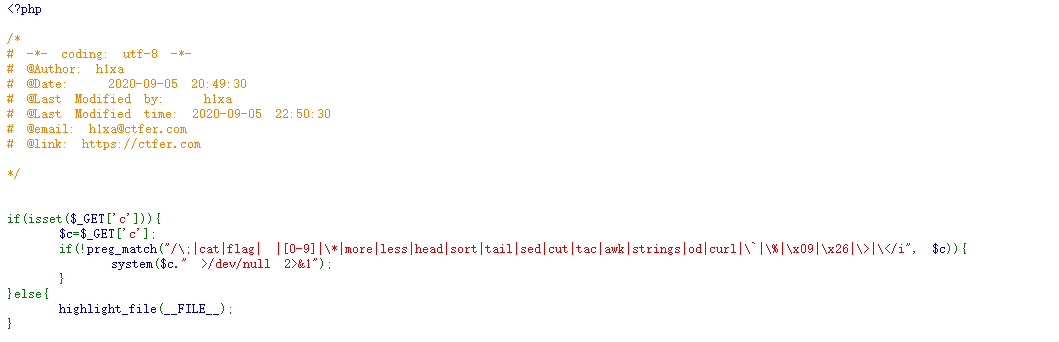 <?php
/*
# -*- coding: utf-8 -*-
# @Author: h1xa
# @Date:   2020-09-05 20:49:30
# @Last Modified by:   h1xa
# @Last Modified time: 2020-09-05 22:50:30
# @email: h1xa@ctfer.com
# @link: https://ctfer.com
*/
if(isset($_GET['c'])){
    $c=$_GET['c'];
    if(!preg_match("/\;|cat|flag| |[0-9]|\*|more|less|head|sort|tail|sed|cut|tac|awk|strings|od|curl|\`|\%|\x09|\x26|\>|\</i", $c)){
        system($c." >/dev/null 2>&1");
    }
}else{
    highlight_file(__FILE__);
}